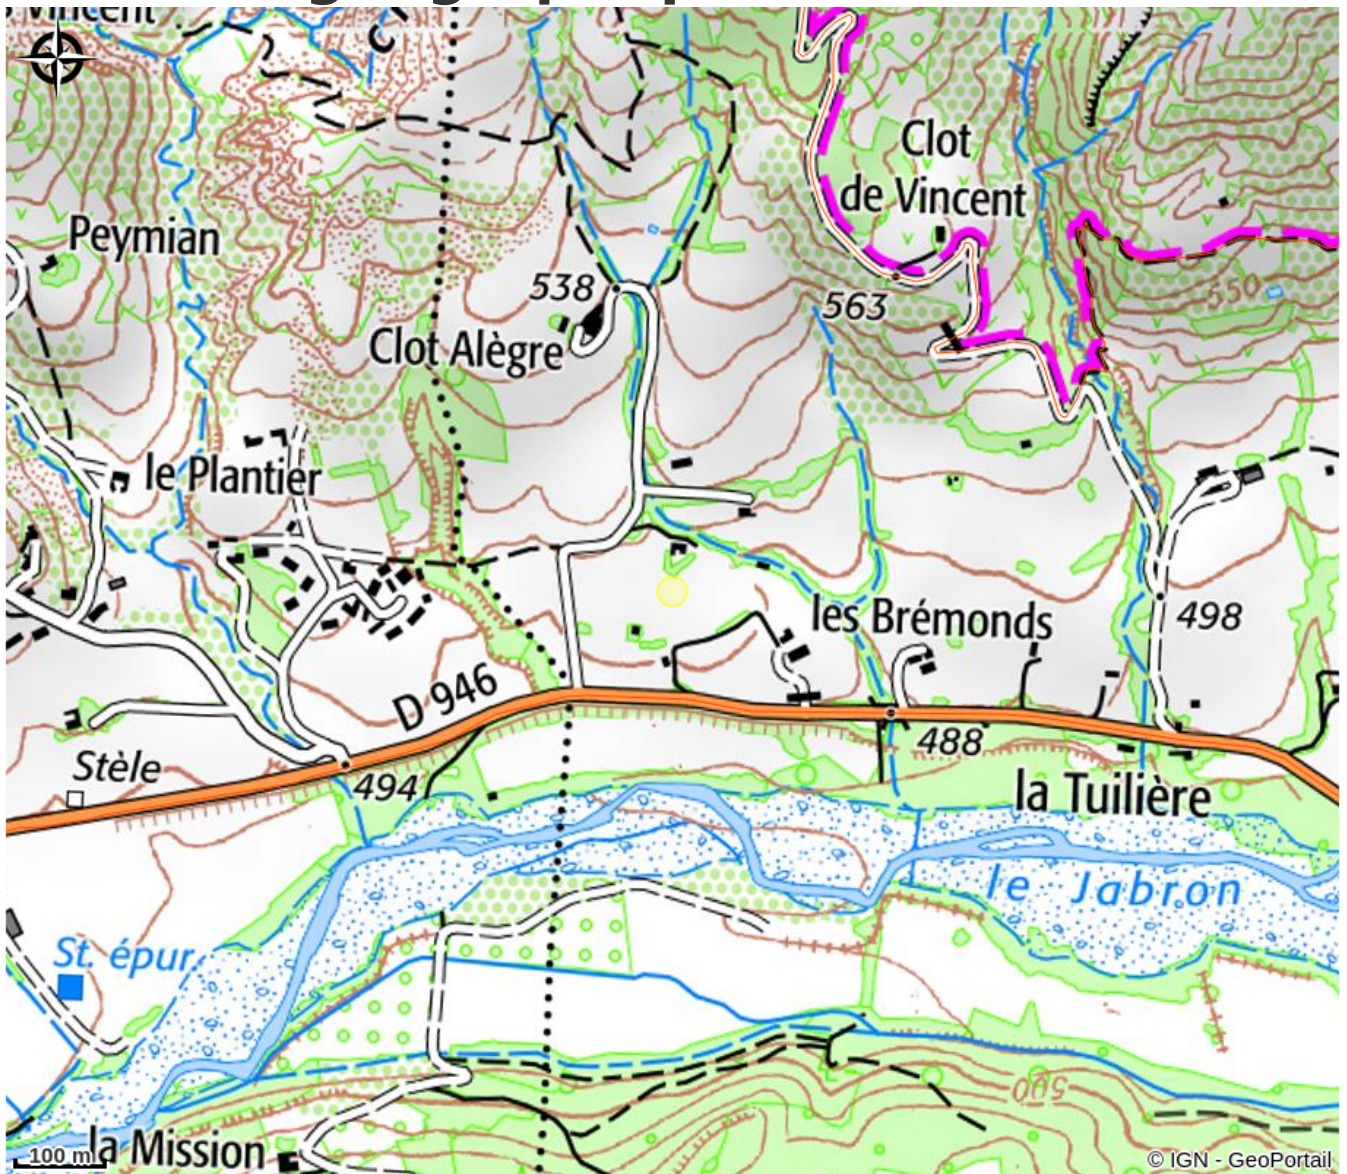 Vincent
Clot
de Vincent
Peymian
538
563
550
Clot Alègre
le Plantier
les Brémonds
498
D 946
488
Stèle
494
la Tuilière
le Jabron
St. épur.
500
la Mission
100 m
© IGN - GeoPortail